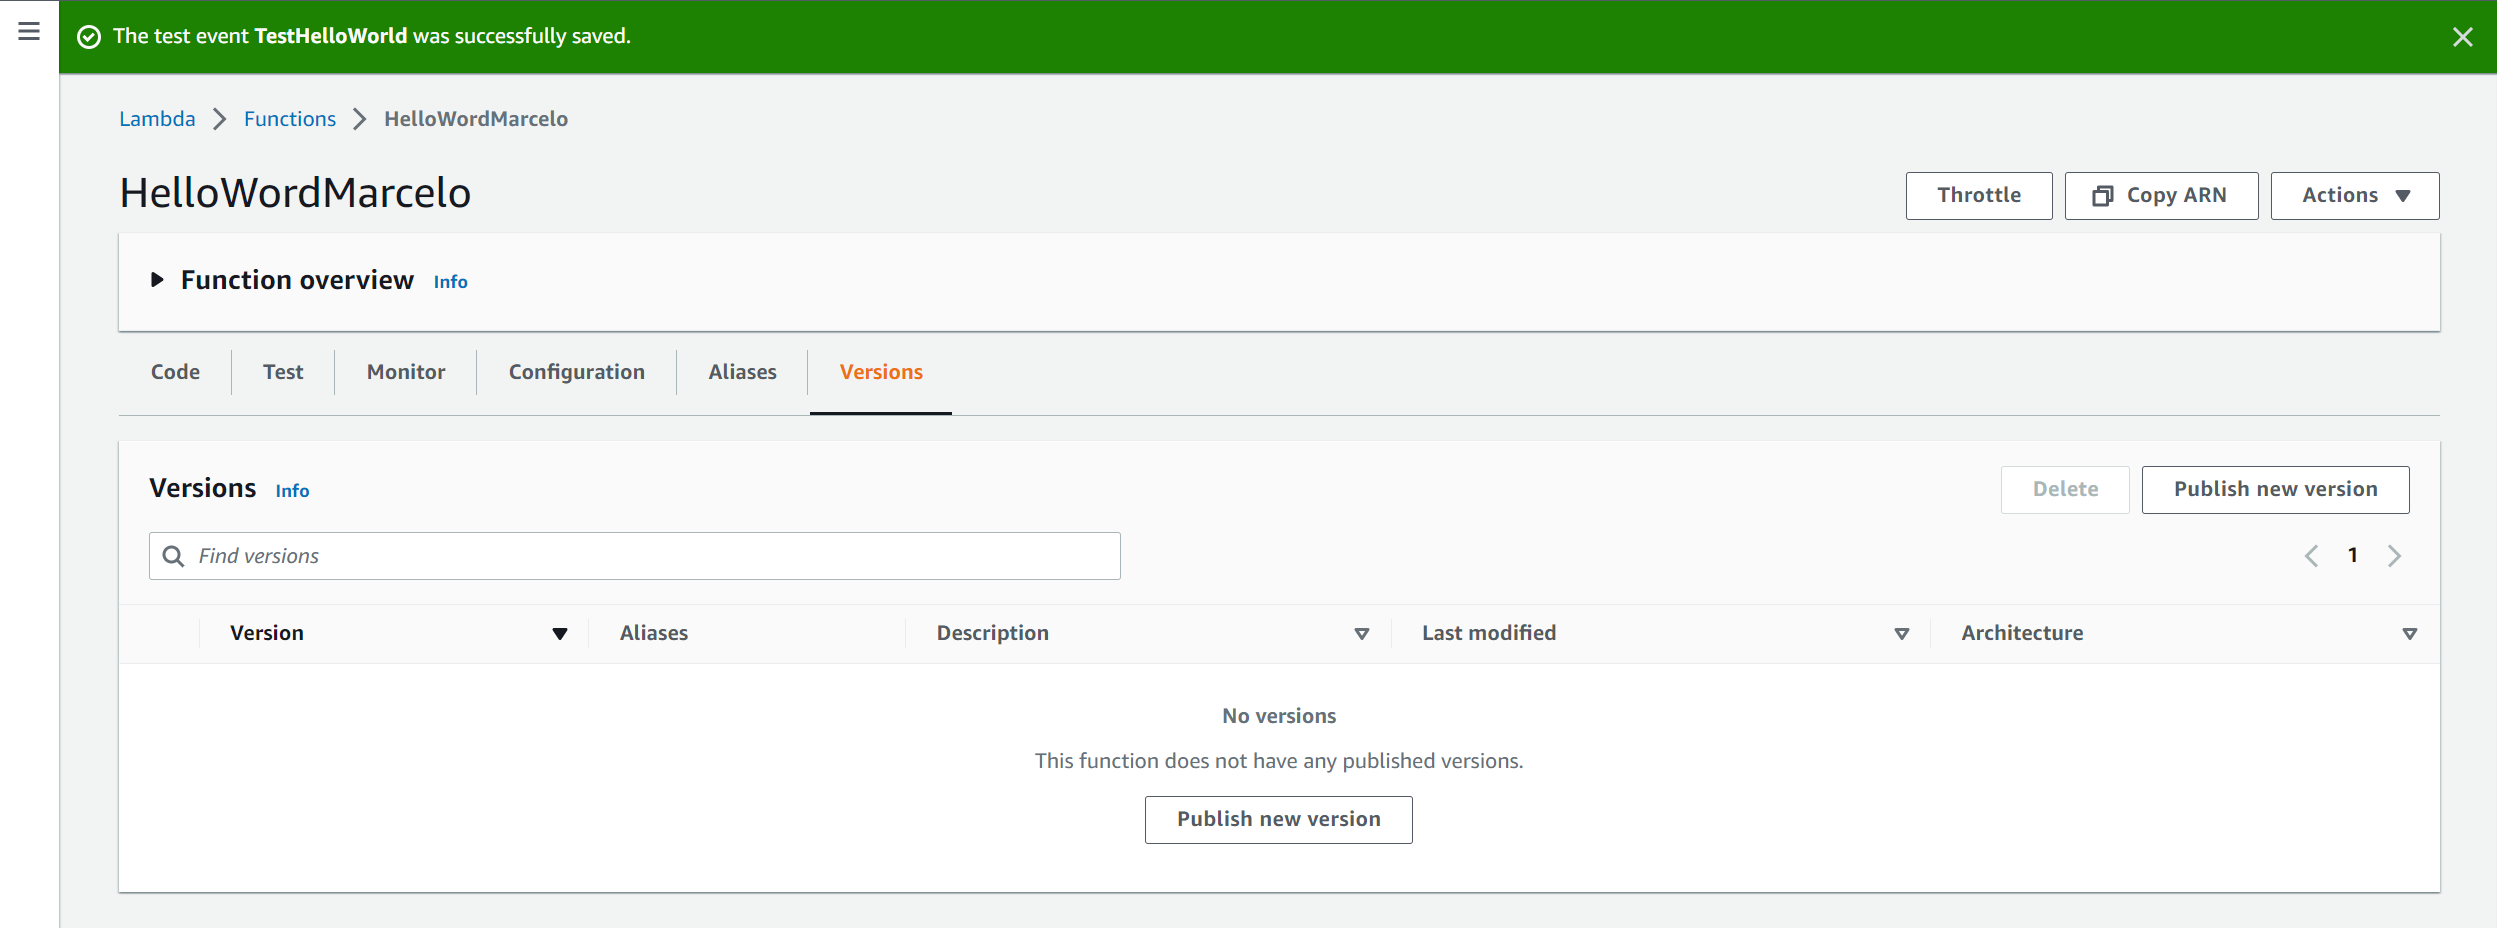 The test event TestHelloWorld was successfully saved.
Lambda Functions HelloWordMarcelo
HelloWordMarcelo
Throttle Copy ARN Actions
Function overview Info
Code Test Monitor Configuration Aliases Versions
Versions Info
Delete Publish new version
Find versions
1
Version Aliases Description Last modified Architecture
No versions
This function does not have any published versions.
Publish new version